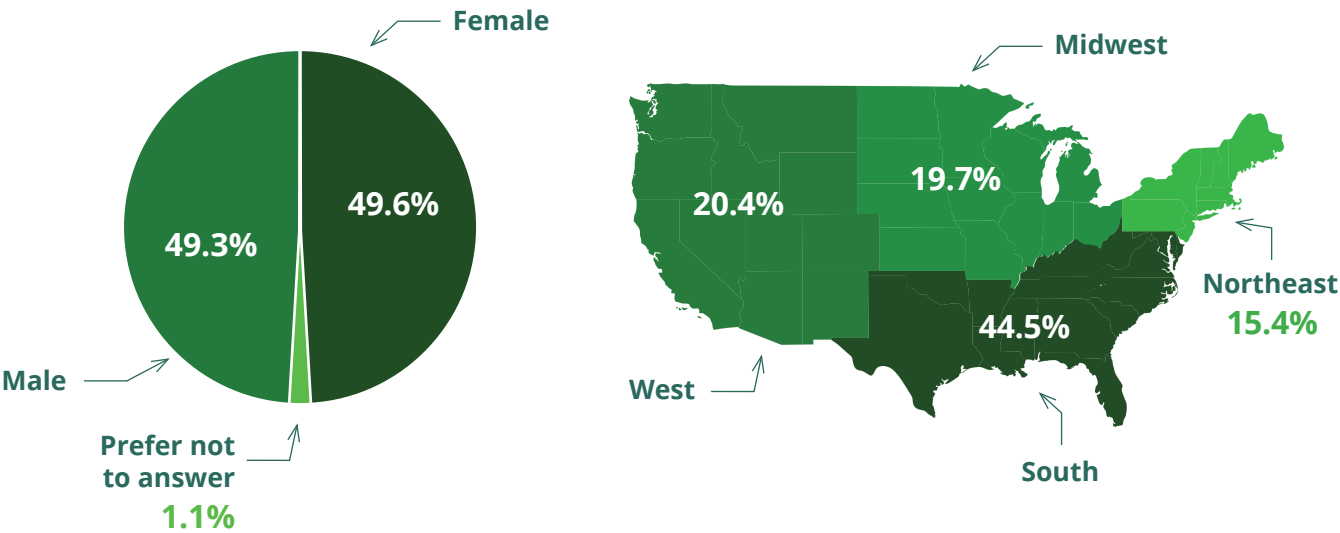 Female
49.6%
49.3%
Male
Prefer not
to answer
1.1%
Midwest
19.7%
20.4%
Northeast
15.4%
44.5%
West
South